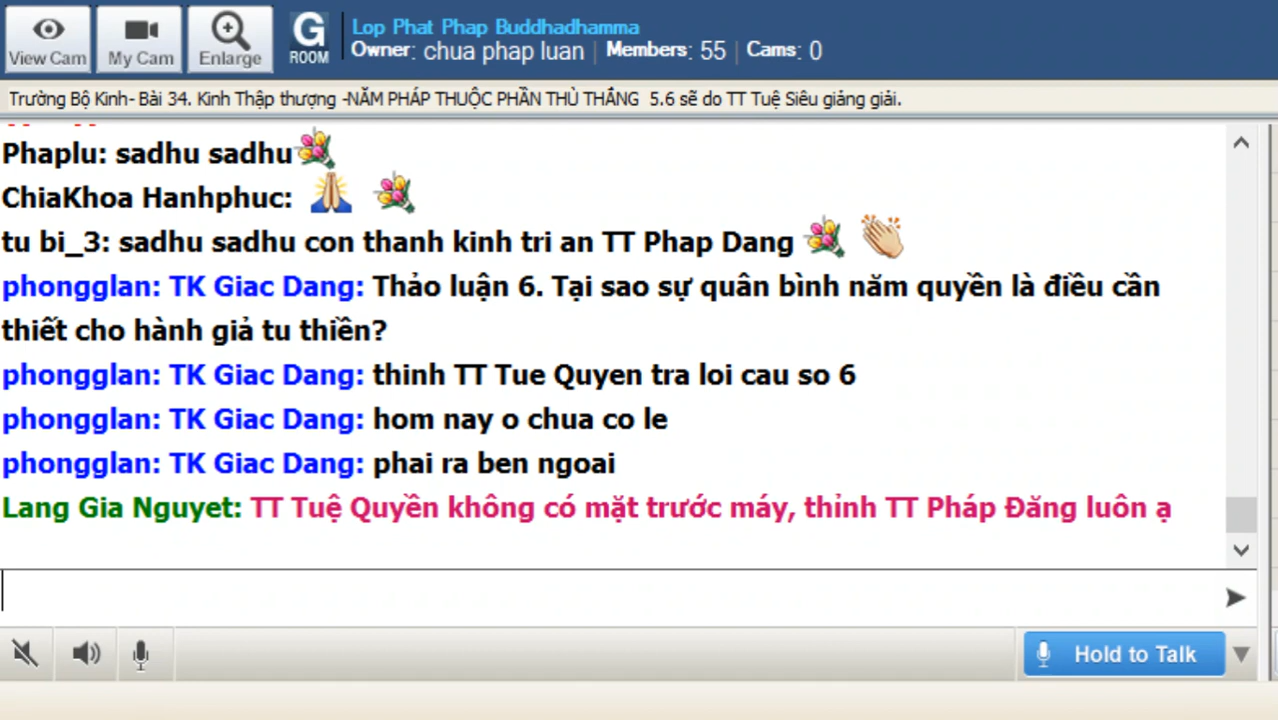 Lop Phat Phap Buddhadhamma
View Cam
My Cam
Enlarge
G ROOM
Owner: chua phap luan | Members: 55 | Cams: 0
Trường Bộ Kinh- Bài 34. Kinh Thập thượng -NĂM PHÁP THUỘC PHẦN THÙ THẮNG 5.6 sẽ do TT Tuệ Siêu giảng giải.
Phaplu: sadhu sadhu
ChiaKhoa Hanhphuc:
tu bi_3: sadhu sadhu con thanh kinh tri an TT Phap Dang
phongglan: TK Giac Dang: Thảo luận 6. Tại sao sự quân bình năm quyền là điều cần
thiết cho hành giả tu thiền?
phongglan: TK Giac Dang: thinh TT Tue Quyen tra loi cau so 6
phongglan: TK Giac Dang: hom nay o chua co le
phongglan: TK Giac Dang: phai ra ben ngoai
Lang Gia Nguyet: TT Tuệ Quyền không có mặt trước máy, thỉnh TT Pháp Đăng luôn ạ
Hold to Talk